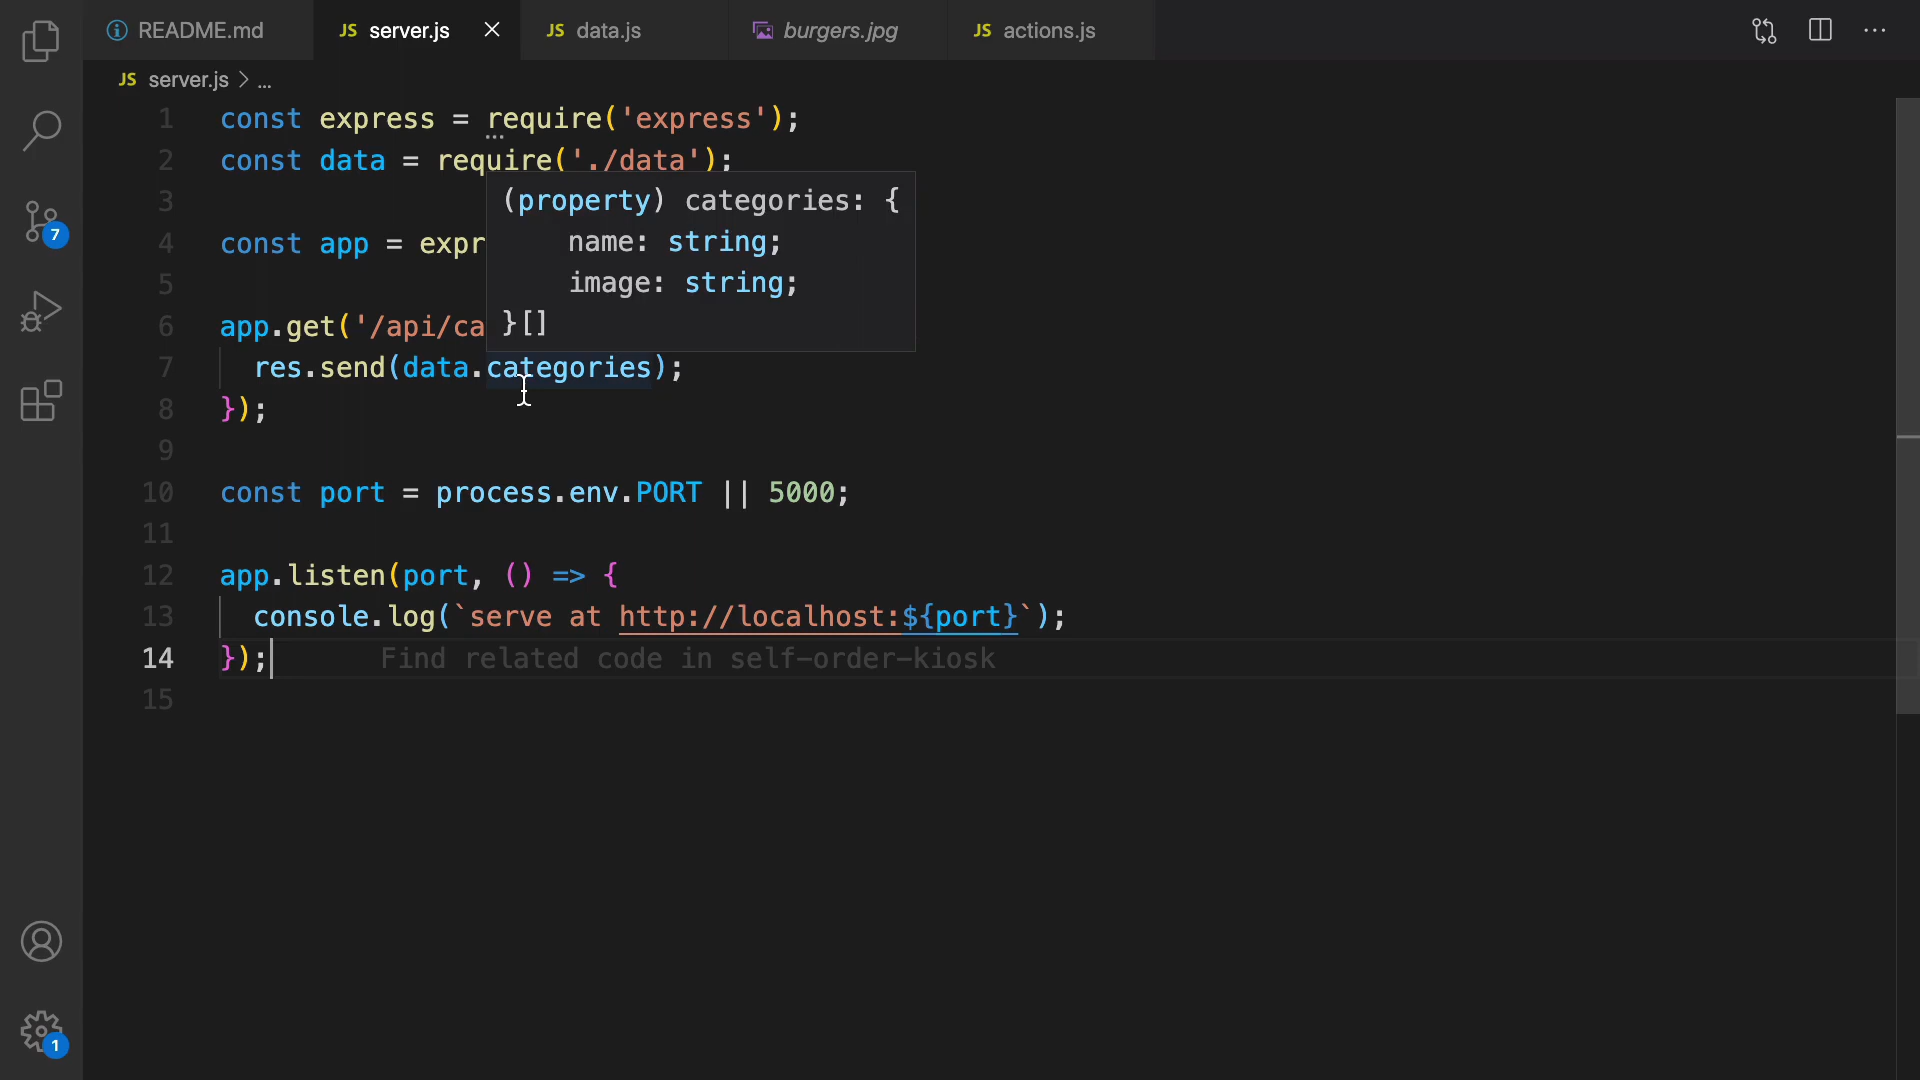 README.md
JS server.js
JS data.js
burgers.jpg
JS actions.js
JS server.js > ...
1 const express = require('express');
2 const data = require('./data');
3
(property) categories: {
name: string;
image: string;
}[]
4 const app = expr
5
6 app.get('/api/ca
7 res.send(data.categories);
8 });
9
10 const port = process.env.PORT || 5000;
11
12 app.listen(port, () => {
13 console.log(`serve at http://localhost:${port}`);
14 }); Find related code in self-order-kiosk
15
7
1